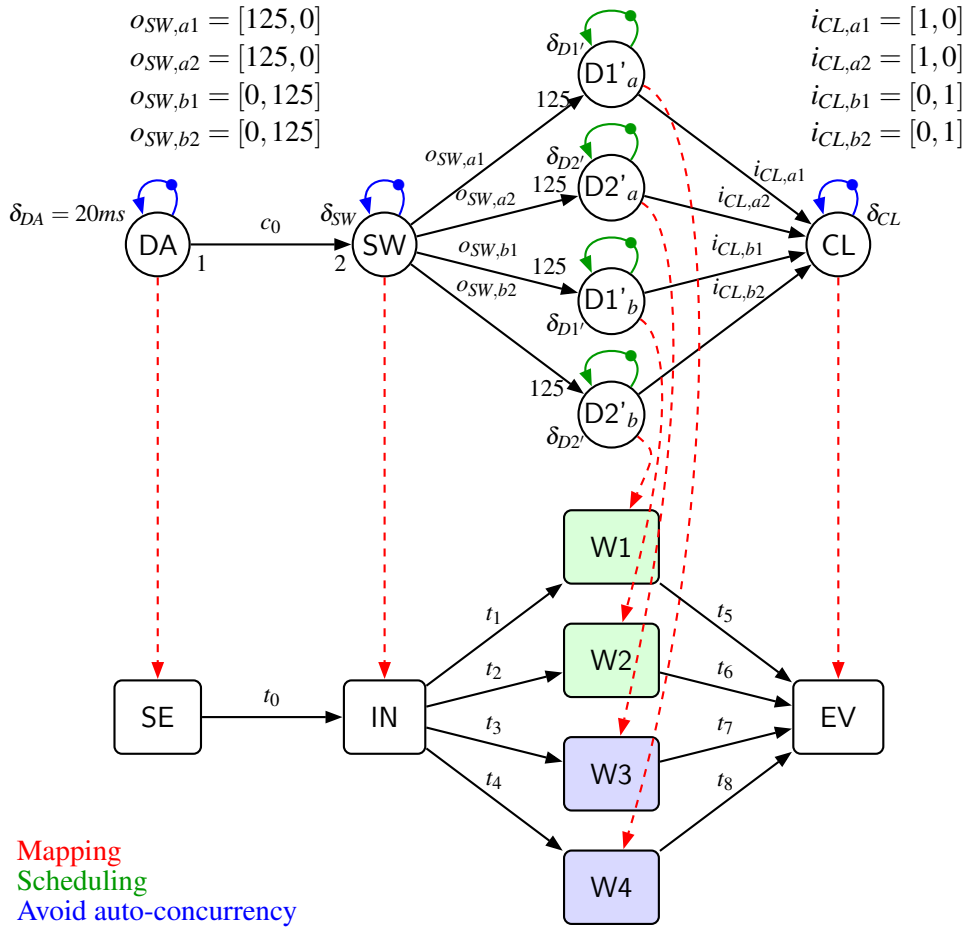 o_{SW,a1} = [125, 0]
o_{SW,a2} = [125, 0]
o_{SW,b1} = [0, 125]
o_{SW,b2} = [0, 125]
i_{CL,a1} = [1, 0]
i_{CL,a2} = [1, 0]
i_{CL,b1} = [0, 1]
i_{CL,b2} = [0, 1]
δ_{D1'}
D1'_a
125
o_{SW,a1}
i_{CL,a1}
δ_{D2'}
D2'_a
125
o_{SW,a2}
i_{CL,a2}
δ_{DA} = 20ms
DA
1
c_0
δ_{SW}
SW
2
δ_{CL}
CL
o_{SW,b1}
125
D1'_b
δ_{D1'}
i_{CL,b1}
o_{SW,b2}
125
D2'_b
δ_{D2'}
i_{CL,b2}
W1
t_1
t_5
W2
t_2
t_6
SE
t_0
IN
EV
t_3
W3
t_7
t_4
W4
t_8
Mapping
Scheduling
Avoid auto-concurrency